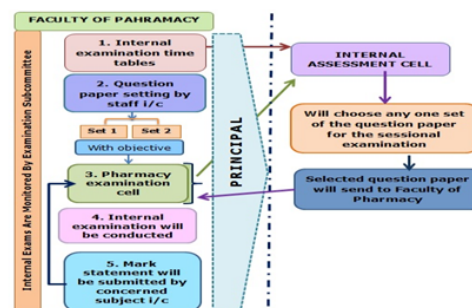 FACULTY OF PAHRAMACY
Internal Exams Are Monitored By Examination Subcommittee
1. Internal
examination time
tables
2. Question
paper setting by
staff i/c
Set 1
Set 2
With objective
3. Pharmacy
examination
cell
4. Internal
examination will
be conducted
5. Mark
statement will
be submitted by
concerned
subject i/c
PRINCIPAL
INTERNAL
ASSESSMENT CELL
Will choose any one set
of the question paper
for the sessional
examination
Selected question paper
will send to Faculty of
Pharmacy